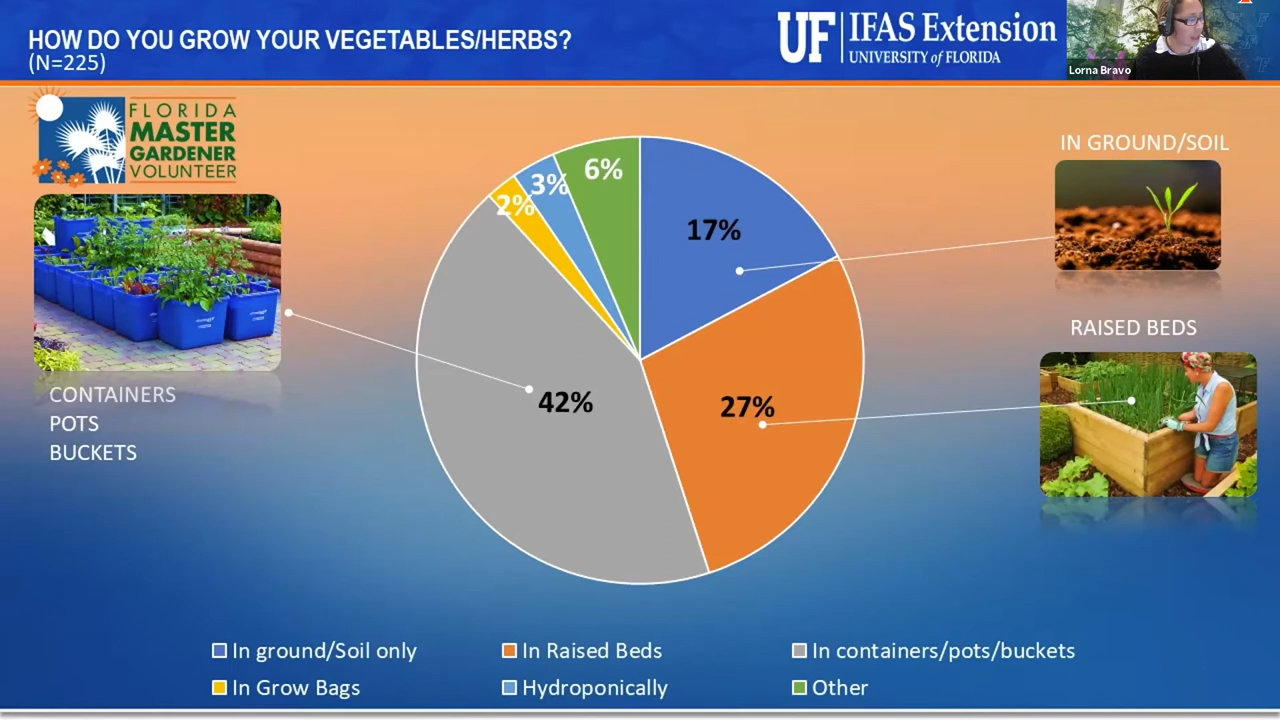 HOW DO YOU GROW YOUR VEGETABLES/HERBS?
(N=225)
UF IFAS Extension
UNIVERSITY of FLORIDA
Lorna Bravo
FLORIDA
MASTER
GARDENER
VOLUNTEER
IN GROUND/SOIL
6%
3%
2%
17%
RAISED BEDS
42%
27%
CONTAINERS
POTS
BUCKETS
In ground/Soil only
In Raised Beds
In containers/pots/buckets
In Grow Bags
Hydroponically
Other